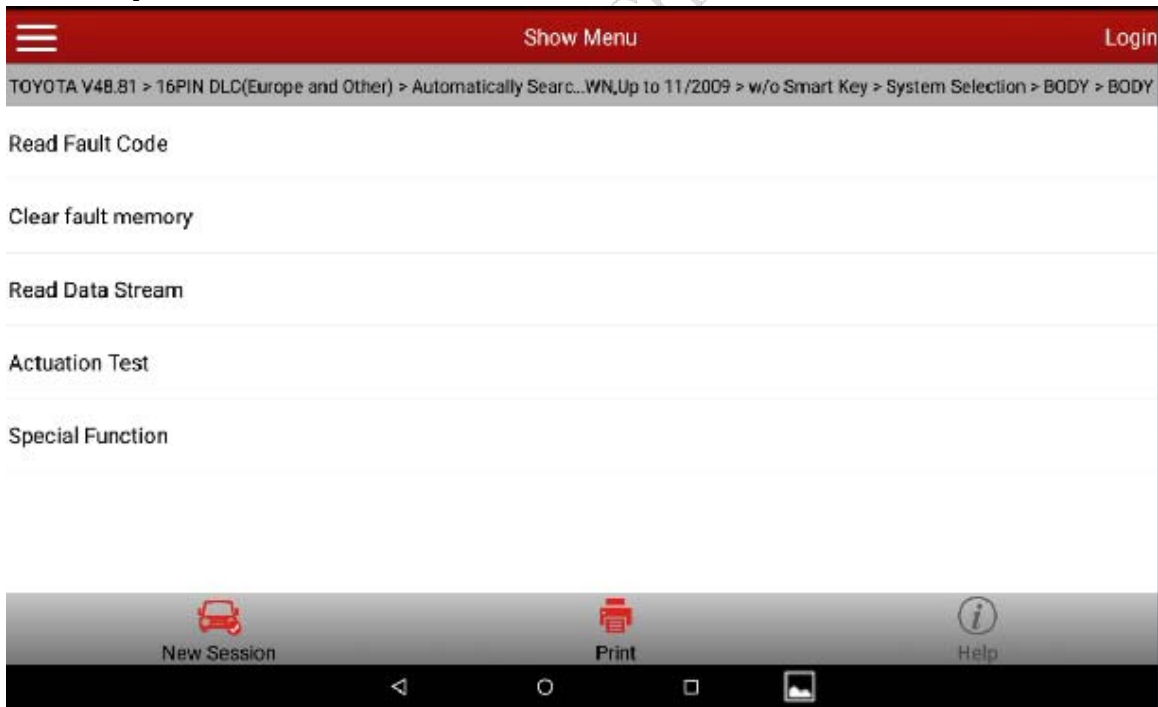 Show Menu
Login
TOYOTA V48.81 > 16PIN DLC(Europe and Other) > Automatically Searc...WN,Up to 11/2009 > w/o Smart Key > System Selection > BODY > BODY
Read Fault Code
Clear fault memory
Read Data Stream
Actuation Test
Special Function
New Session
Print
Help